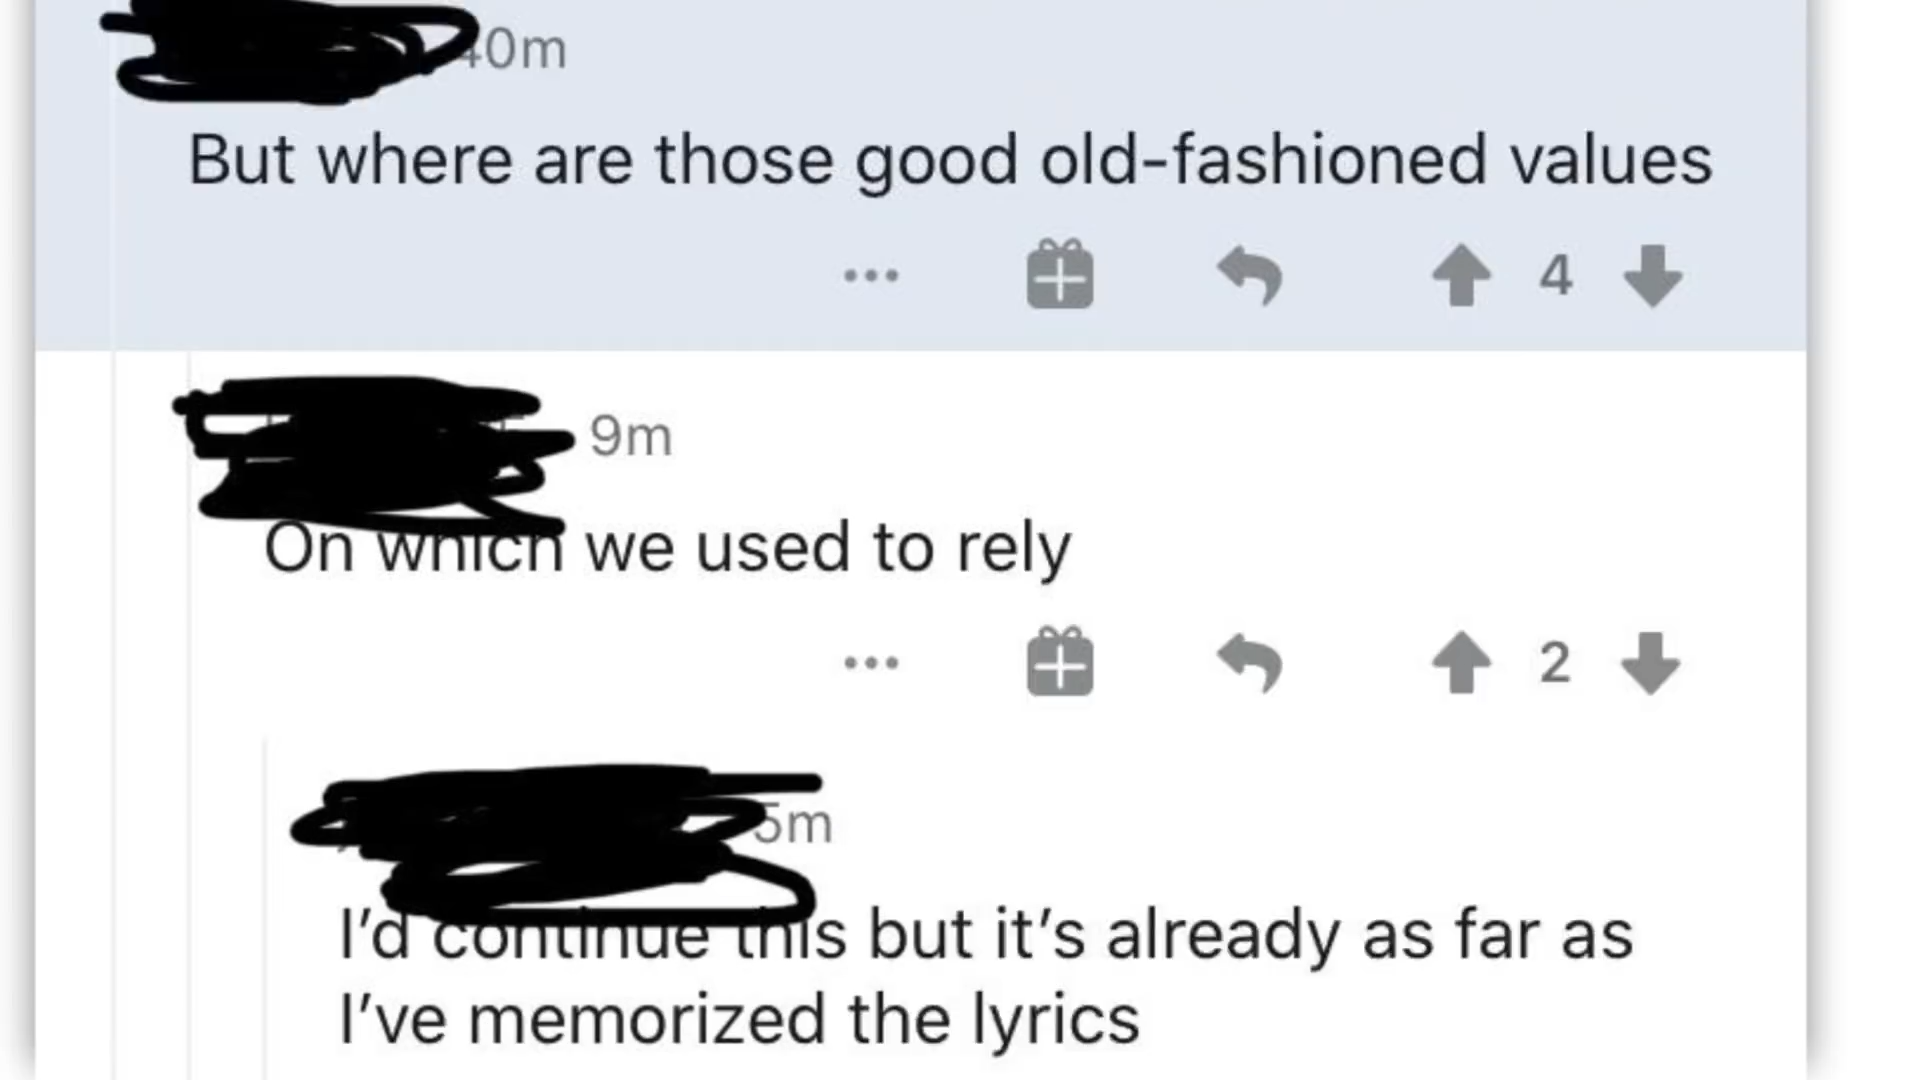 40m
But where are those good old-fashioned values
4
9m
On which we used to rely
2
5m
I'd continue this but it's already as far as
I've memorized the lyrics